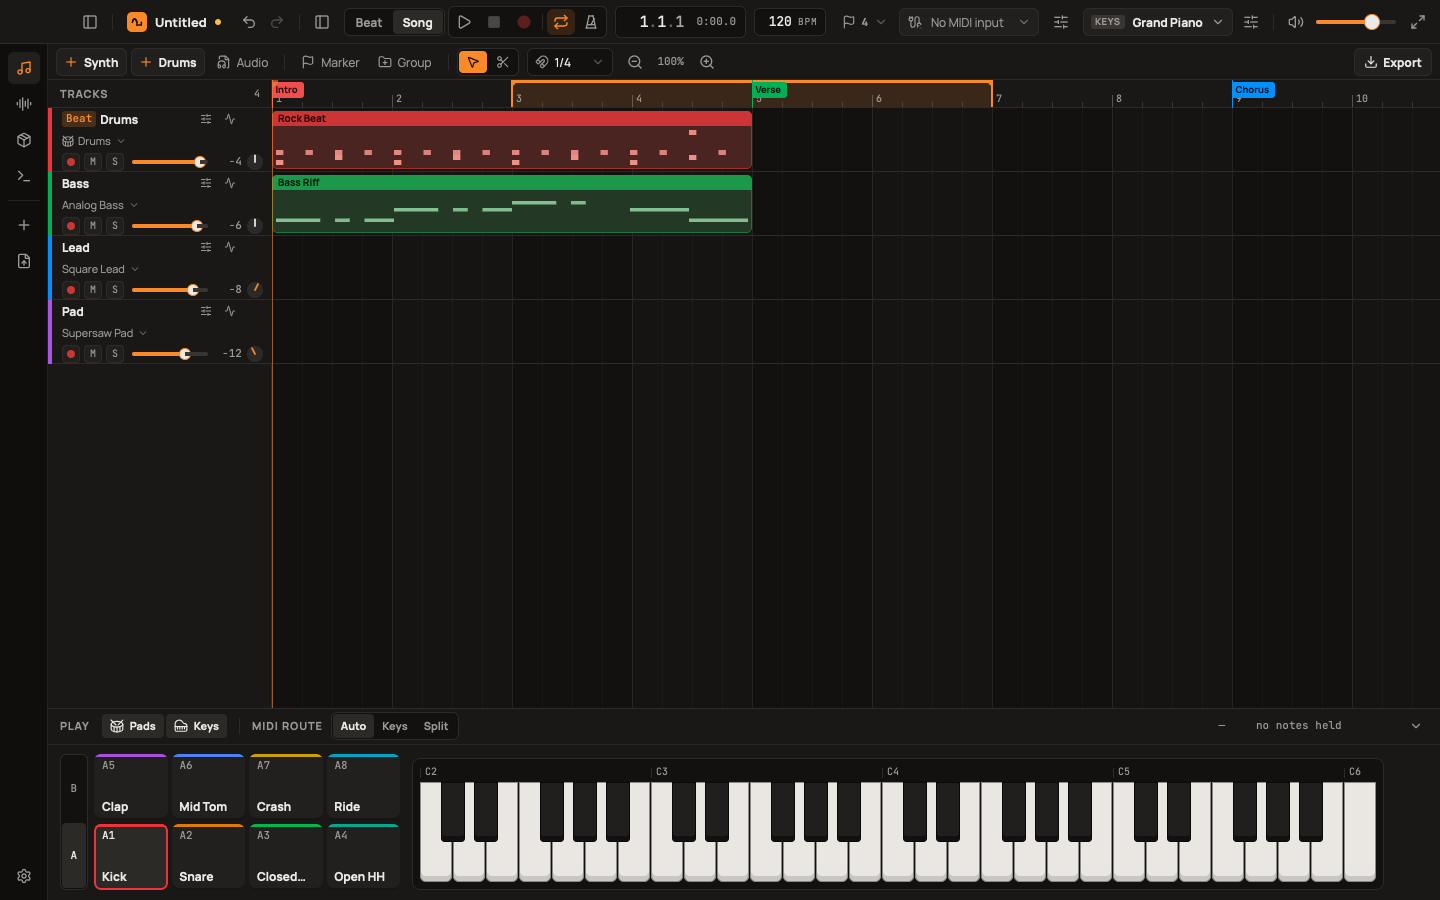 Untitled
Beat
Song
1.1.1
0:00.0
120 BPM
4
No MIDI input
KEYS
Grand Piano
Synth
Drums
Audio
Marker
Group
1/4
100%
Export
TRACKS
4
Intro
Verse
Chorus
1
2
3
4
5
6
7
8
9
10
Beat
Drums
Drums
M
S
-4
Rock Beat
Bass
Analog Bass
M
S
-6
Bass Riff
Lead
Square Lead
M
S
-8
Pad
Supersaw Pad
M
S
-12
PLAY
Pads
Keys
MIDI ROUTE
Auto
Keys
Split
—
no notes held
B
A
A5
Clap
A6
Mid Tom
A7
Crash
A8
Ride
A1
Kick
A2
Snare
A3
Closed...
A4
Open HH
C2
C3
C4
C5
C6